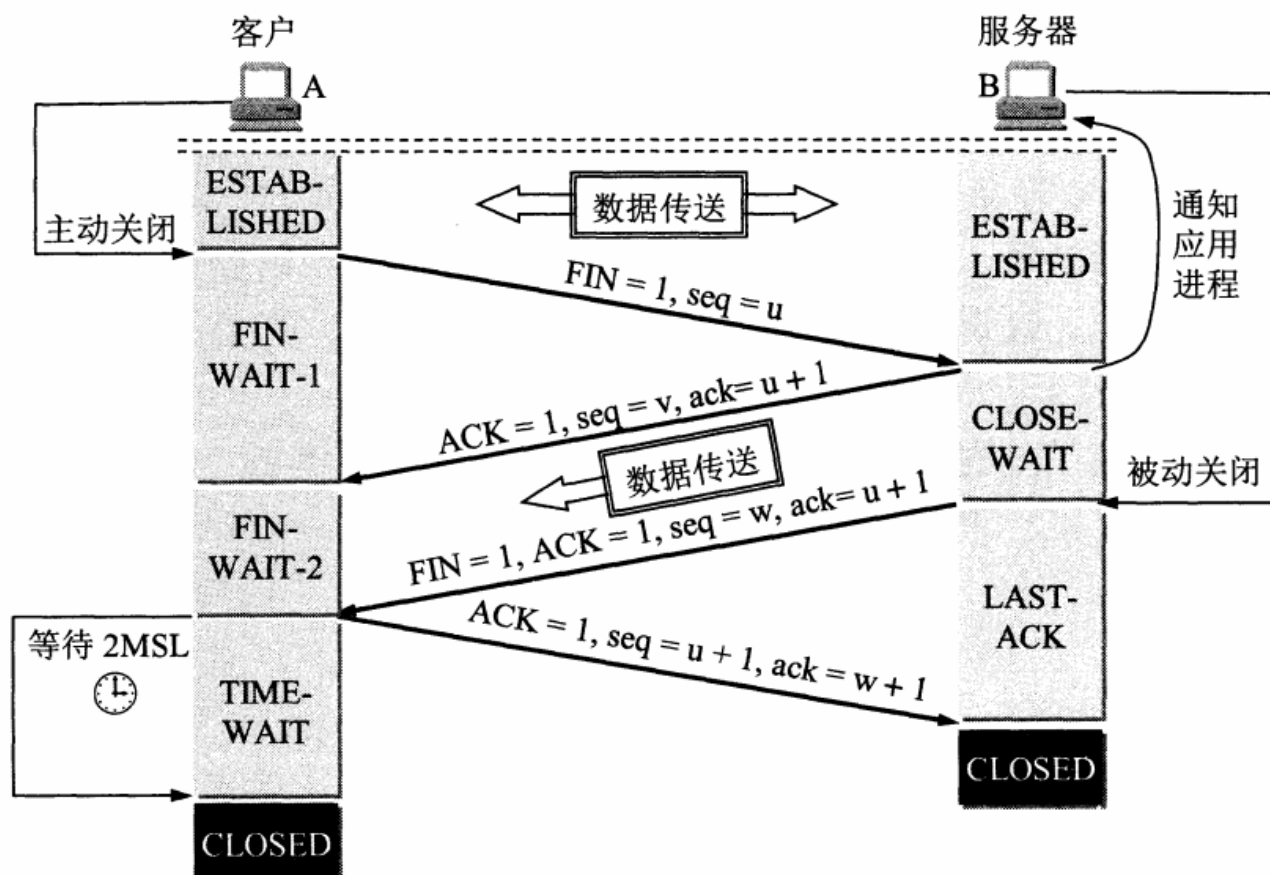 客户
服务器
A
B
ESTAB-
LISHED
数据传送
ESTAB-
LISHED
通知
应用
进程
主动关闭
FIN = 1, seq = u
FIN-
WAIT-1
ACK = 1, seq = v, ack= u + 1
CLOSE-
WAIT
数据传送
被动关闭
FIN-
WAIT-2
FIN = 1, ACK = 1, seq = w, ack= u + 1
LAST-
ACK
ACK = 1, seq = u + 1, ack = w + 1
等待 2MSL
TIME-
WAIT
CLOSED
CLOSED